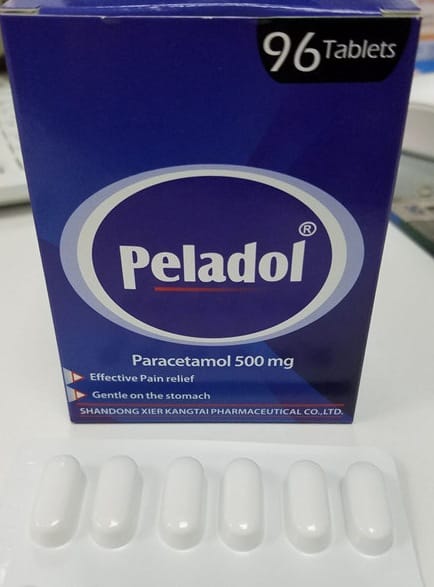 96 Tablets
Peladol®
Paracetamol 500 mg
Effective Pain relief
Gentle on the stomach
SHANDONG XIER KANGTAI PHARMACEUTICAL CO.,LTD.